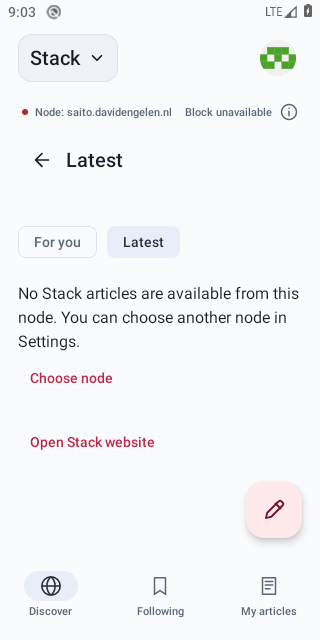 9:03
LTE
Stack
Node: saito.davidengelen.nl
Block unavailable
Latest
For you
Latest
No Stack articles are available from this
node. You can choose another node in
Settings.
Choose node
Open Stack website
Discover
Following
My articles